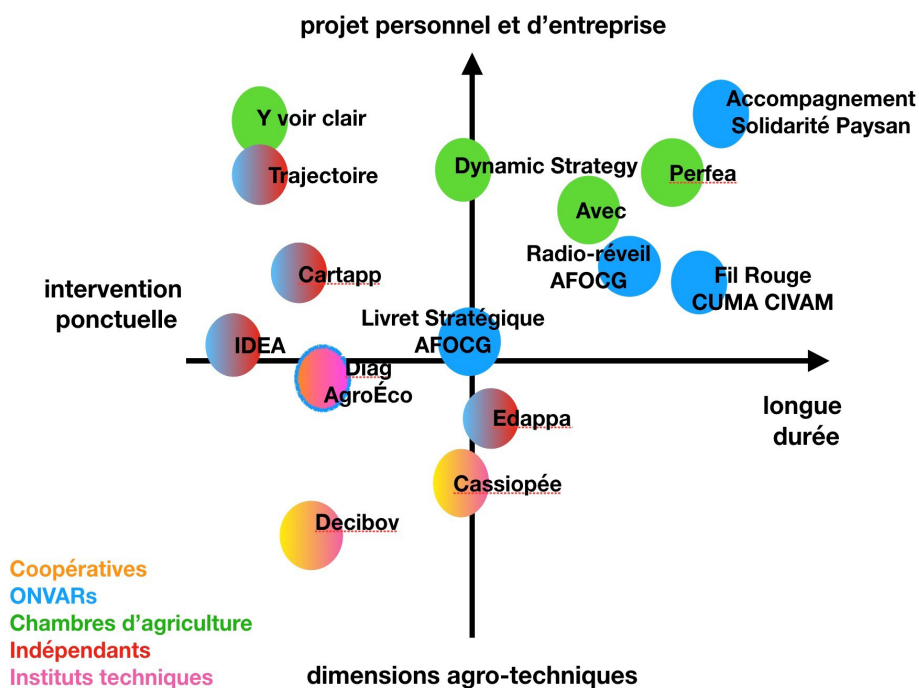 projet personnel et d'entreprise
Accompagnement
Solidarité Paysan
Y voir clair
Trajectoire
Dynamic Strategy
Perfea
Avec
Radio-réveil
AFOCG
Cartapp
Fil Rouge
CUMA CIVAM
intervention
ponctuelle
Livret Stratégique
AFOCG
IDEA
Diag
AgroÉco
longue
durée
Edappa
Cassiopée
Decibov
Coopératives
ONVARs
Chambres d'agriculture
Indépendants
Instituts techniques
dimensions agro-techniques